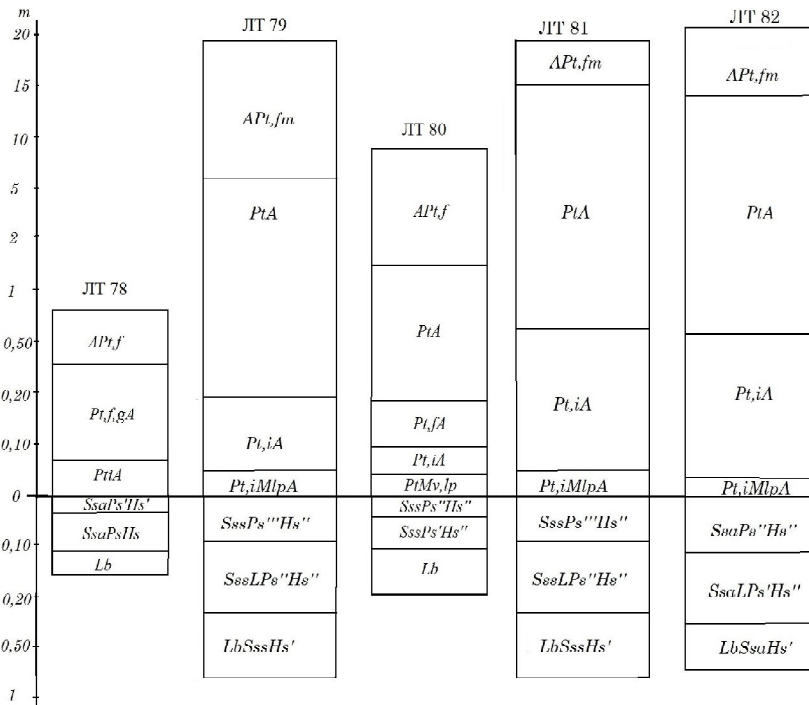 m
20
15
10
5
2
1
0,50
0,20
0,10
0
0,10
0,20
0,50
1
ЛТ 78
APt,f
Pt,f,gA
PtiA
SsaPs'Hs'
SsaPsHs
Lb
ЛТ 79
APt,fm
PtA
Pt,iA
Pt,iMlpA
SssPs'''Hs''
SssLPs''Hs''
LbSssHs'
ЛТ 80
APt,f
PtA
Pt,fA
Pt,iA
PtMv,lp
SssPs''Hs''
SssPs'Hs''
Lb
ЛТ 81
APt,fm
PtA
Pt,iA
Pt,iMlpA
SssPs'''Hs''
SssLPs''Hs''
LbSssHs'
ЛТ 82
APt,fm
PtA
Pt,iA
Pt,iMlpA
SsaPs''Hs''
SsaLPs'Hs''
LbSsaHs'